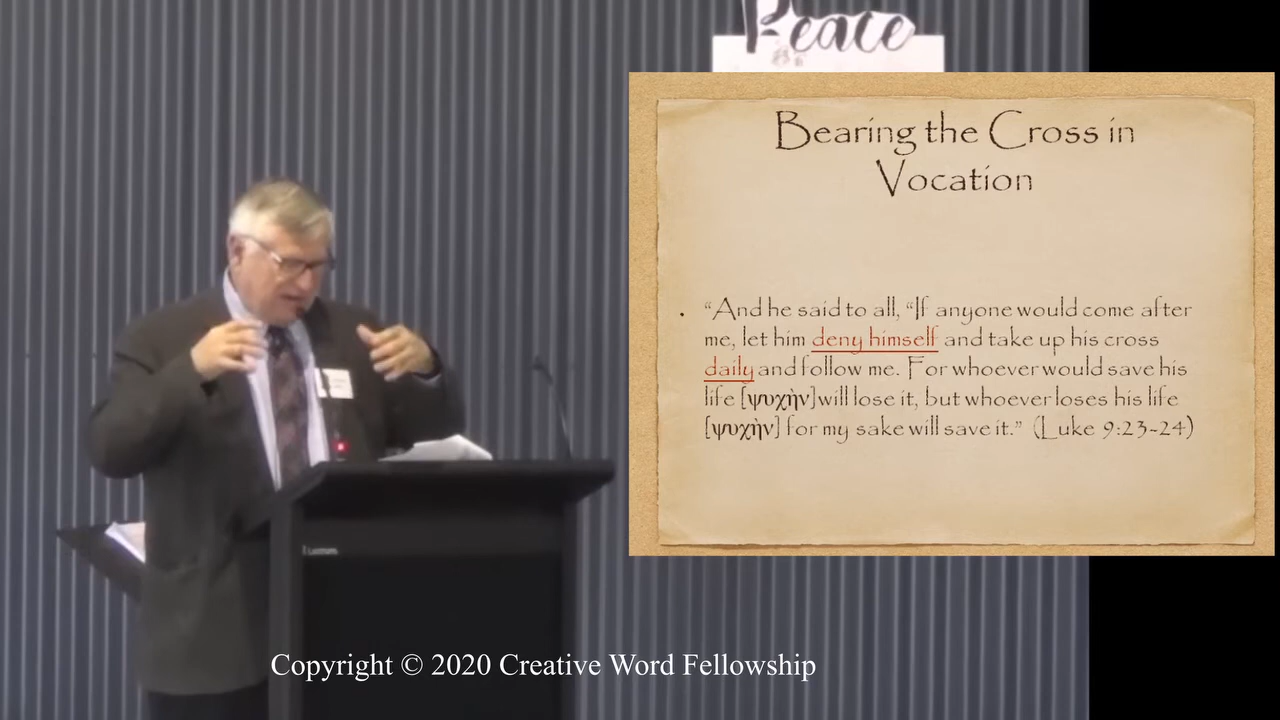 Peace
Bearing the Cross in
Vocation
• “And he said to all, “If anyone would come after
me, let him deny himself and take up his cross
daily and follow me. For whoever would save his
life [ψυχὴν]will lose it, but whoever loses his life
[ψυχὴν] for my sake will save it.” (Luke 9:23-24)
Copyright © 2020 Creative Word Fellowship